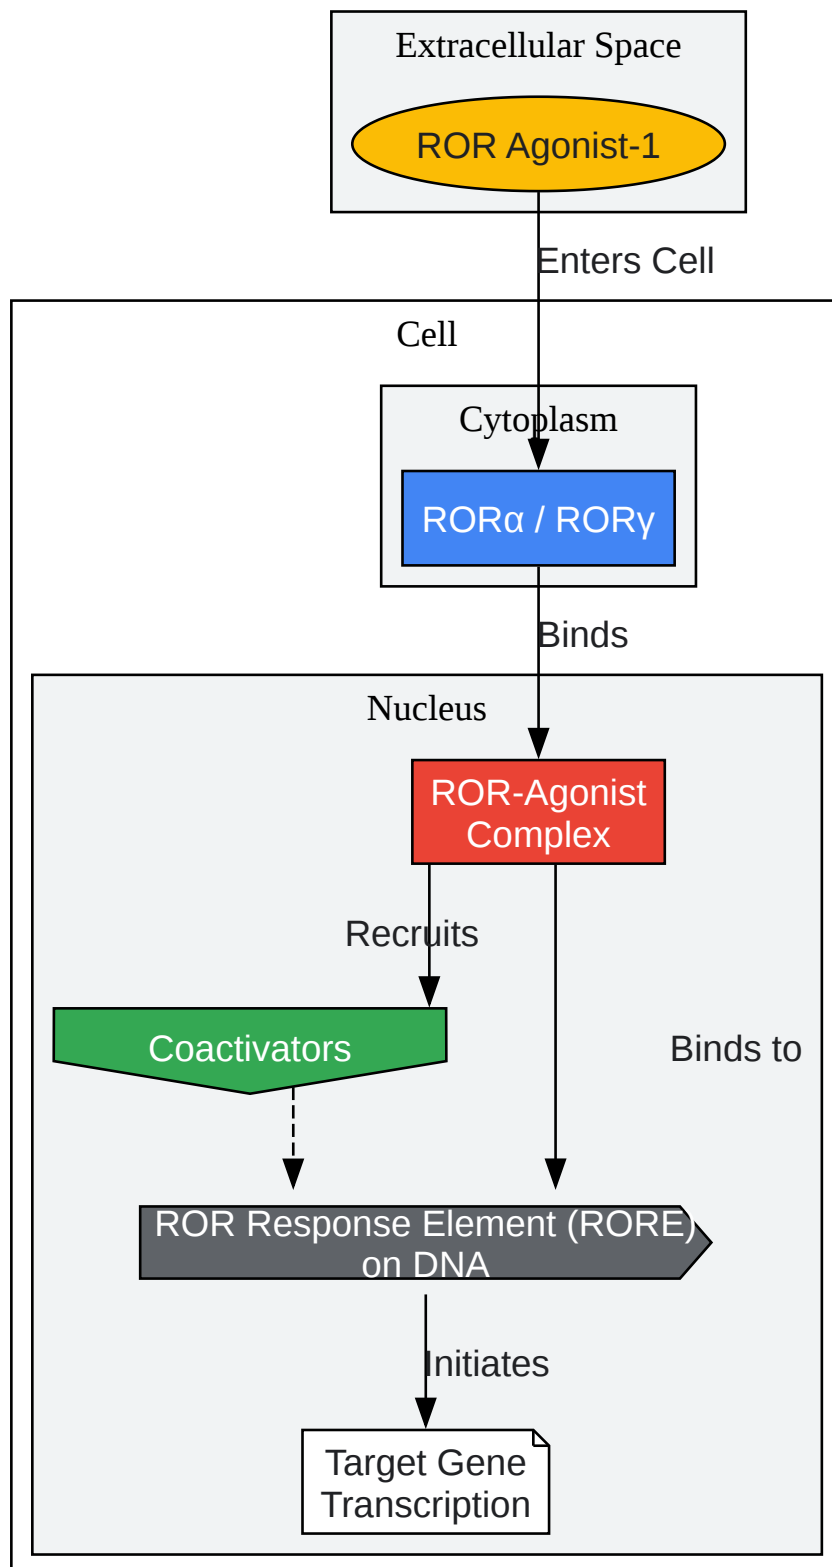 Extracellular Space
ROR Agonist-1
Enters Cell
Cell
Cytoplasm
RORα / RORγ
Binds
Nucleus
ROR-Agonist
Complex
Recruits
Coactivators
Binds to
ROR Response Element (RORE)
on DNA
Initiates
Target Gene
Transcription